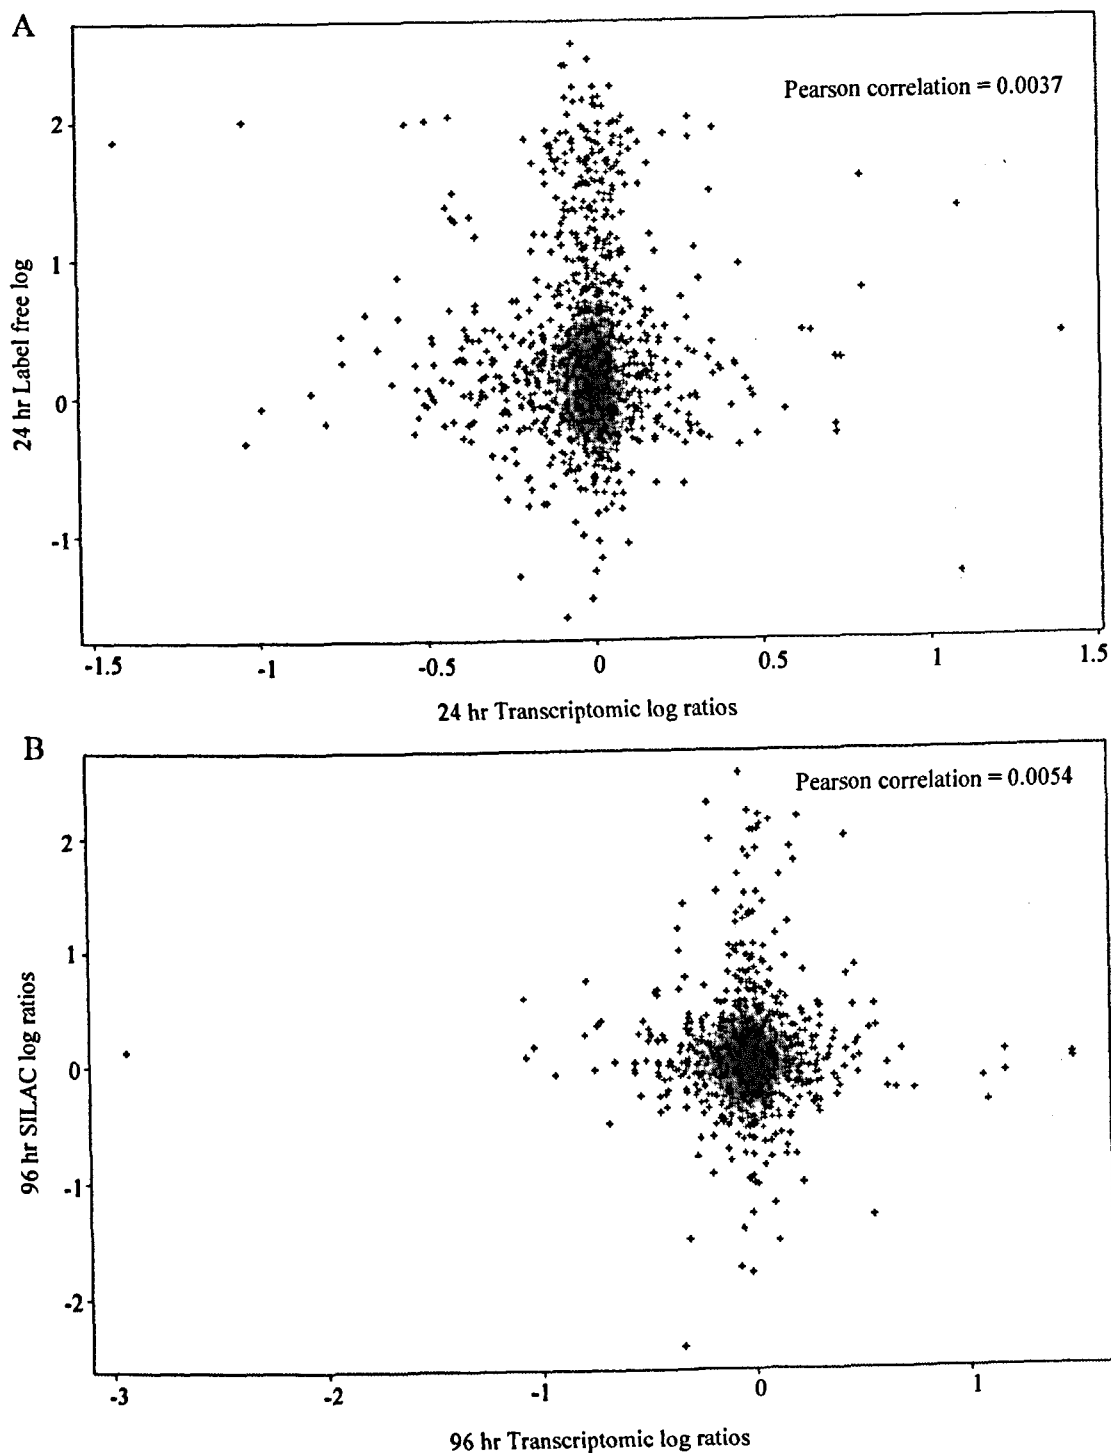 A
Pearson correlation = 0.0037
24 hr Label free log
2
1
0
-1
-1.5
-1
-0.5
0
0.5
1
1.5
24 hr Transcriptomic log ratios
B
Pearson correlation = 0.0054
96 hr SILAC log ratios
2
1
0
-1
-2
-3
-2
-1
0
1
96 hr Transcriptomic log ratios